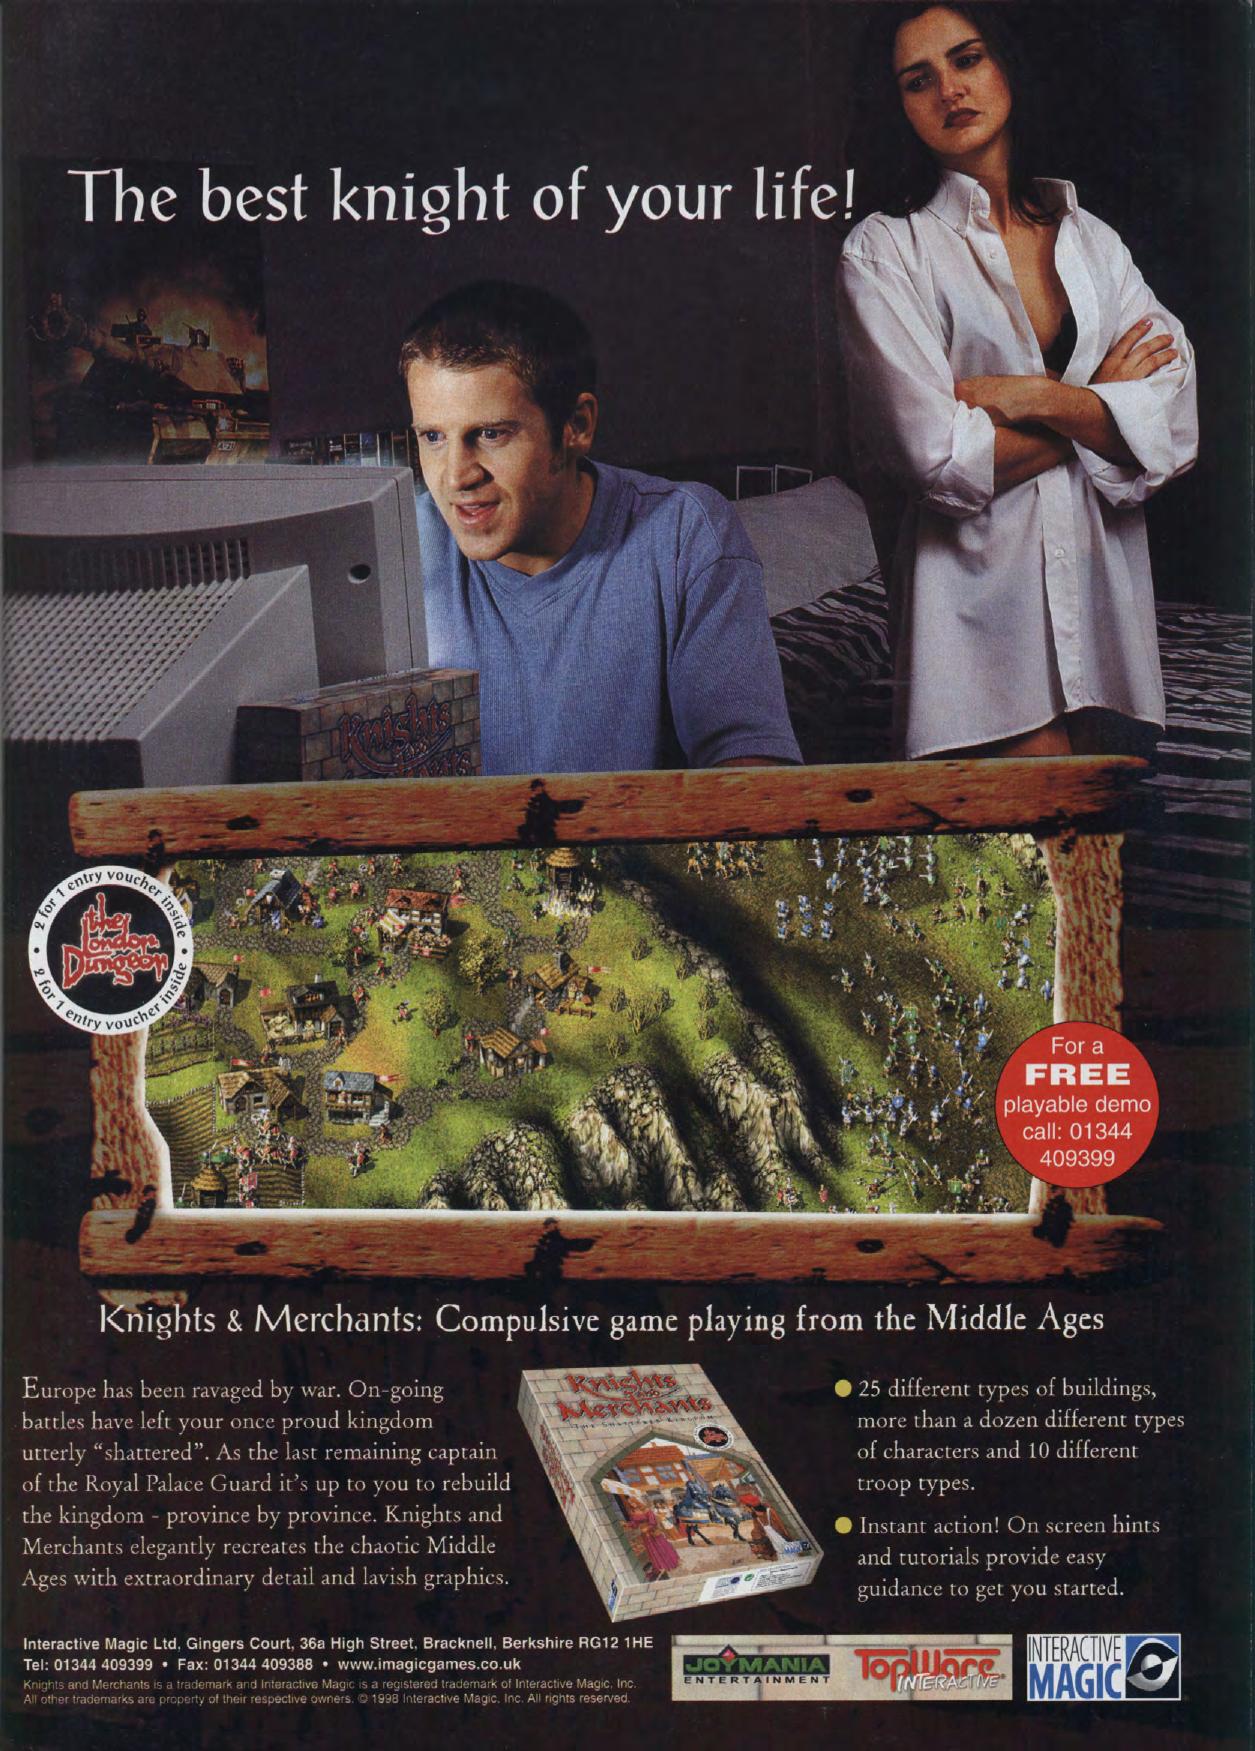 The best knight of your life!
Knights
AND
2 for 1 entry voucher inside
the
London
Dungeon
2 for 1 entry voucher inside
For a
FREE
playable demo
call: 01344
409399
Knights & Merchants: Compulsive game playing from the Middle Ages
Europe has been ravaged by war. On-going
battles have left your once proud kingdom
utterly "shattered". As the last remaining captain
of the Royal Palace Guard it's up to you to rebuild
the kingdom - province by province. Knights and
Merchants elegantly recreates the chaotic Middle
Ages with extraordinary detail and lavish graphics.
Knights
AND
Merchants
THE SHATTERED KINGDOM
25 different types of buildings,
more than a dozen different types
of characters and 10 different
troop types.
Instant action! On screen hints
and tutorials provide easy
guidance to get you started.
Interactive Magic Ltd, Gingers Court, 36a High Street, Bracknell, Berkshire RG12 1HE
Tel: 01344 409399 • Fax: 01344 409388 • www.imagicgames.co.uk
Knights and Merchants is a trademark and Interactive Magic is a registered trademark of Interactive Magic, Inc.
All other trademarks are property of their respective owners. © 1998 Interactive Magic, Inc. All rights reserved.
JOYMANIA
ENTERTAINMENT
TopWare
INTERACTIVE
INTERACTIVE
MAGIC